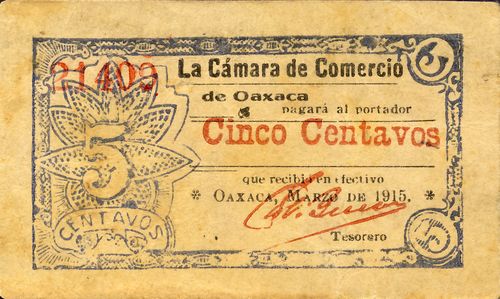 21409
La Cámara de Comercio
de Oaxaca
pagará al portador
Cinco Centavos
que recibió en efectivo
* OAXACA, MARZO DE 1915. *
Tesorero
5
CENTAVOS
5